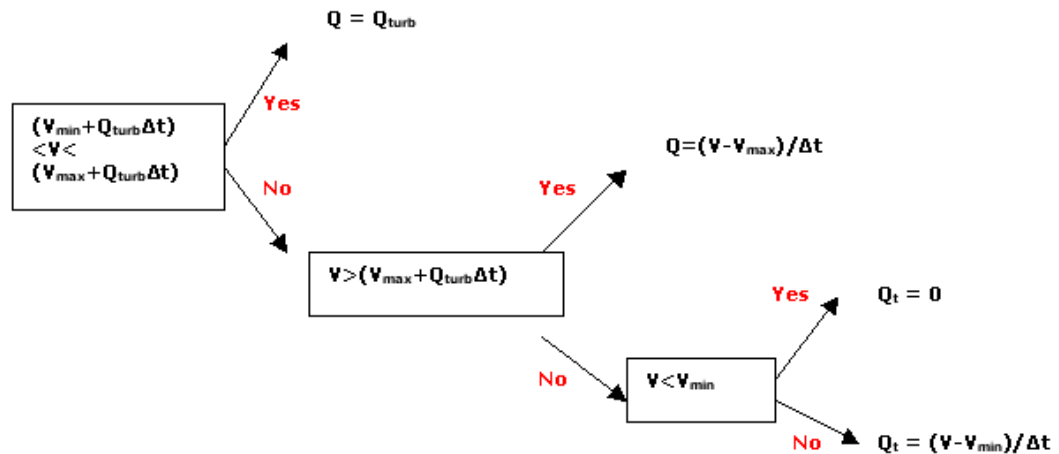 Q = Qturb
Yes
(Vmin+QturbΔt)
<V<
(Vmax+QturbΔt)
No
Q=(V-Vmax)/Δt
Yes
V>(Vmax+QturbΔt)
No
Yes
Qt = 0
V<Vmin
No
Qt = (V-Vmin)/Δt